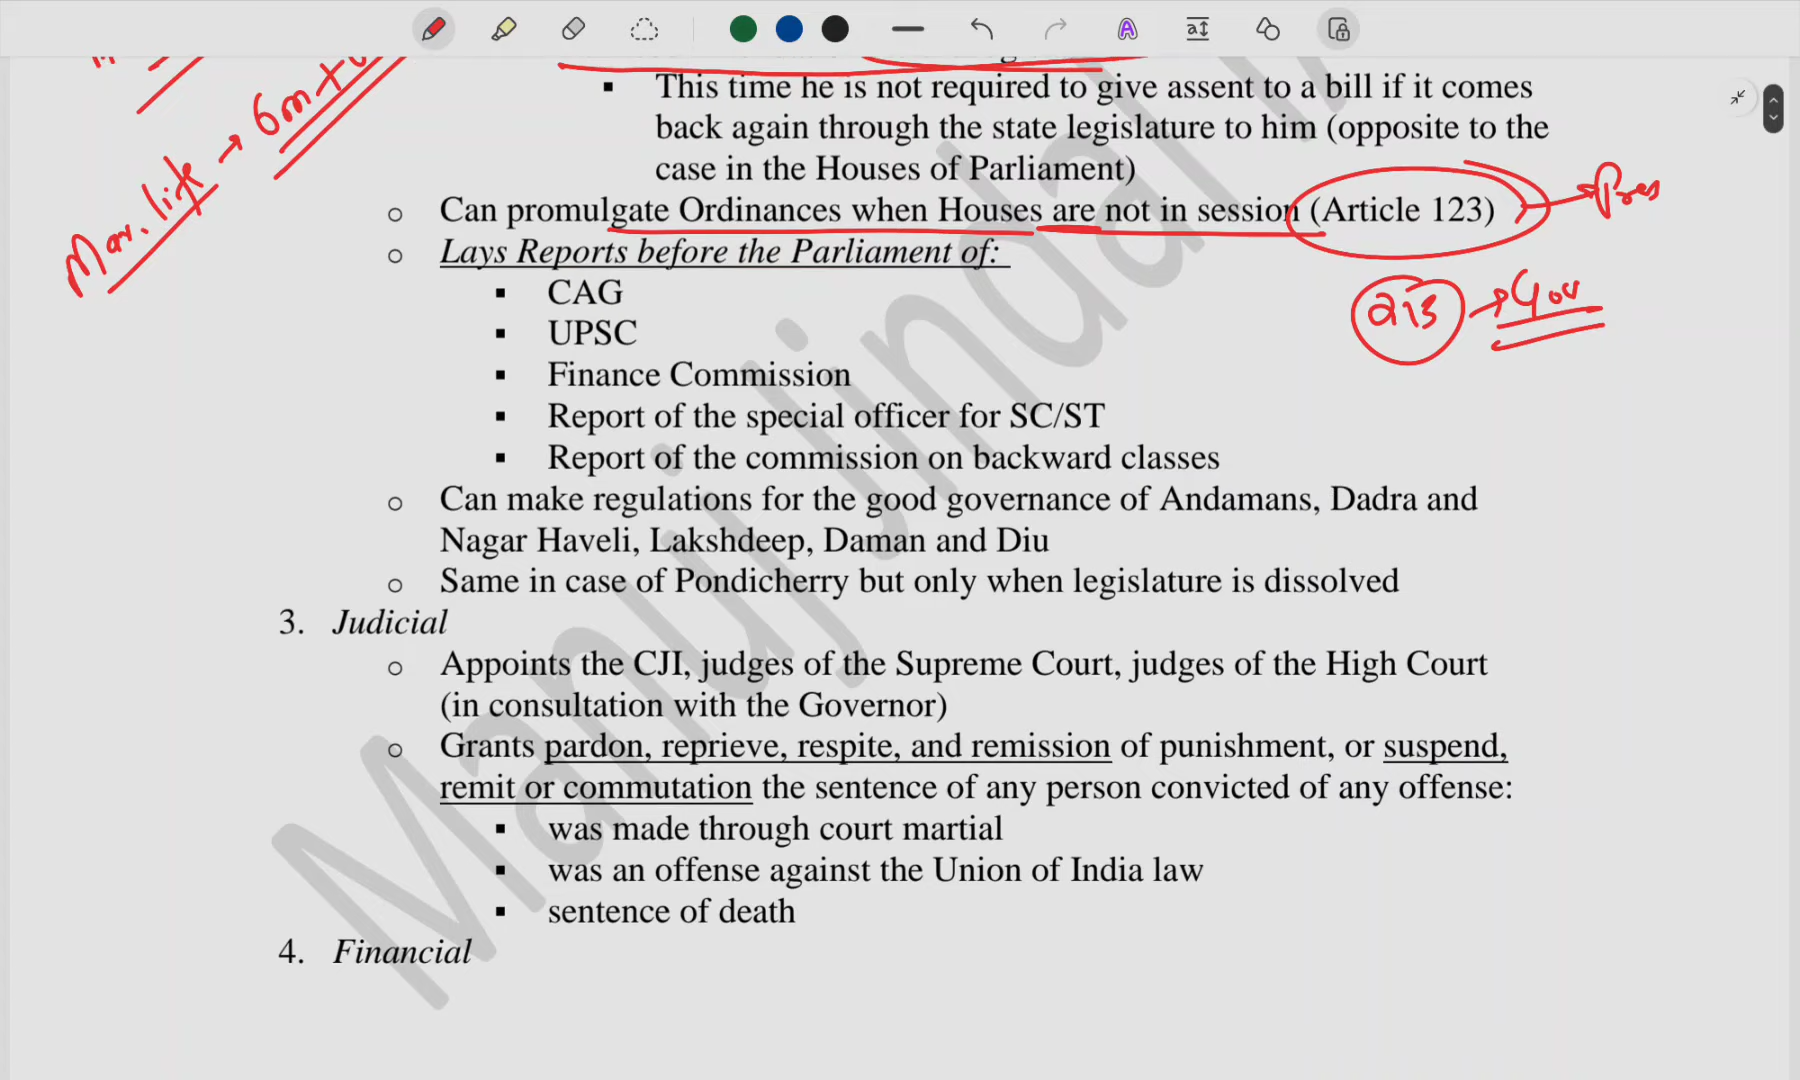 This time he is not required to give assent to a bill if it comes
back again through the state legislature to him (opposite to the
case in the Houses of Parliament)
Mar. life → 6m+
Can promulgate Ordinances when Houses are not in session (Article 123) → Pres
Lays Reports before the Parliament of:
CAG
213 → Gov
UPSC
Finance Commission
Report of the special officer for SC/ST
Report of the commission on backward classes
Can make regulations for the good governance of Andamans, Dadra and
Nagar Haveli, Lakshdeep, Daman and Diu
Same in case of Pondicherry but only when legislature is dissolved
3. Judicial
Appoints the CJI, judges of the Supreme Court, judges of the High Court
(in consultation with the Governor)
Grants pardon, reprieve, respite, and remission of punishment, or suspend,
remit or commutation the sentence of any person convicted of any offense:
was made through court martial
was an offense against the Union of India law
sentence of death
4. Financial
Manuj Jindal